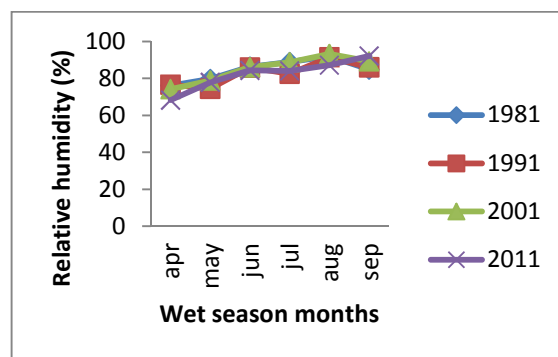 Relative humidity (%)
100
80
60
40
20
0
apr
may
jun
jul
aug
sep
Wet season months
1981
1991
2001
2011